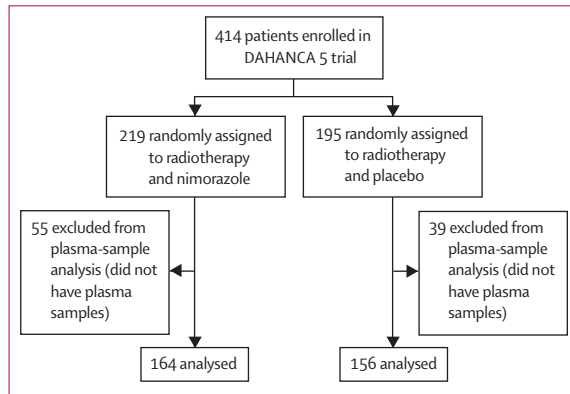 414 patients enrolled in
DAHANCA 5 trial
219 randomly assigned
to radiotherapy
and nimorazole
195 randomly assigned
to radiotherapy
and placebo
55 excluded from
plasma-sample
analysis (did not
have plasma
samples)
39 excluded from
plasma-sample
analysis (did not
have plasma
samples)
164 analysed
156 analysed